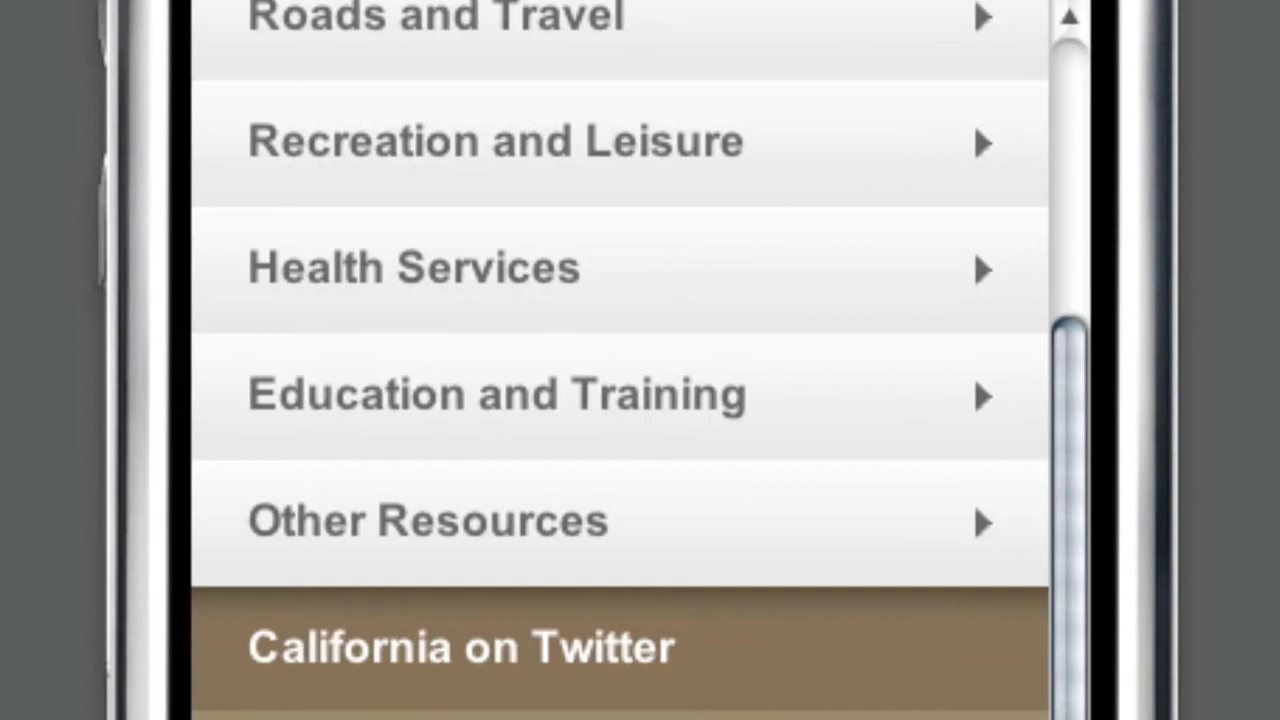 Roads and Travel
Recreation and Leisure
Health Services
Education and Training
Other Resources
California on Twitter